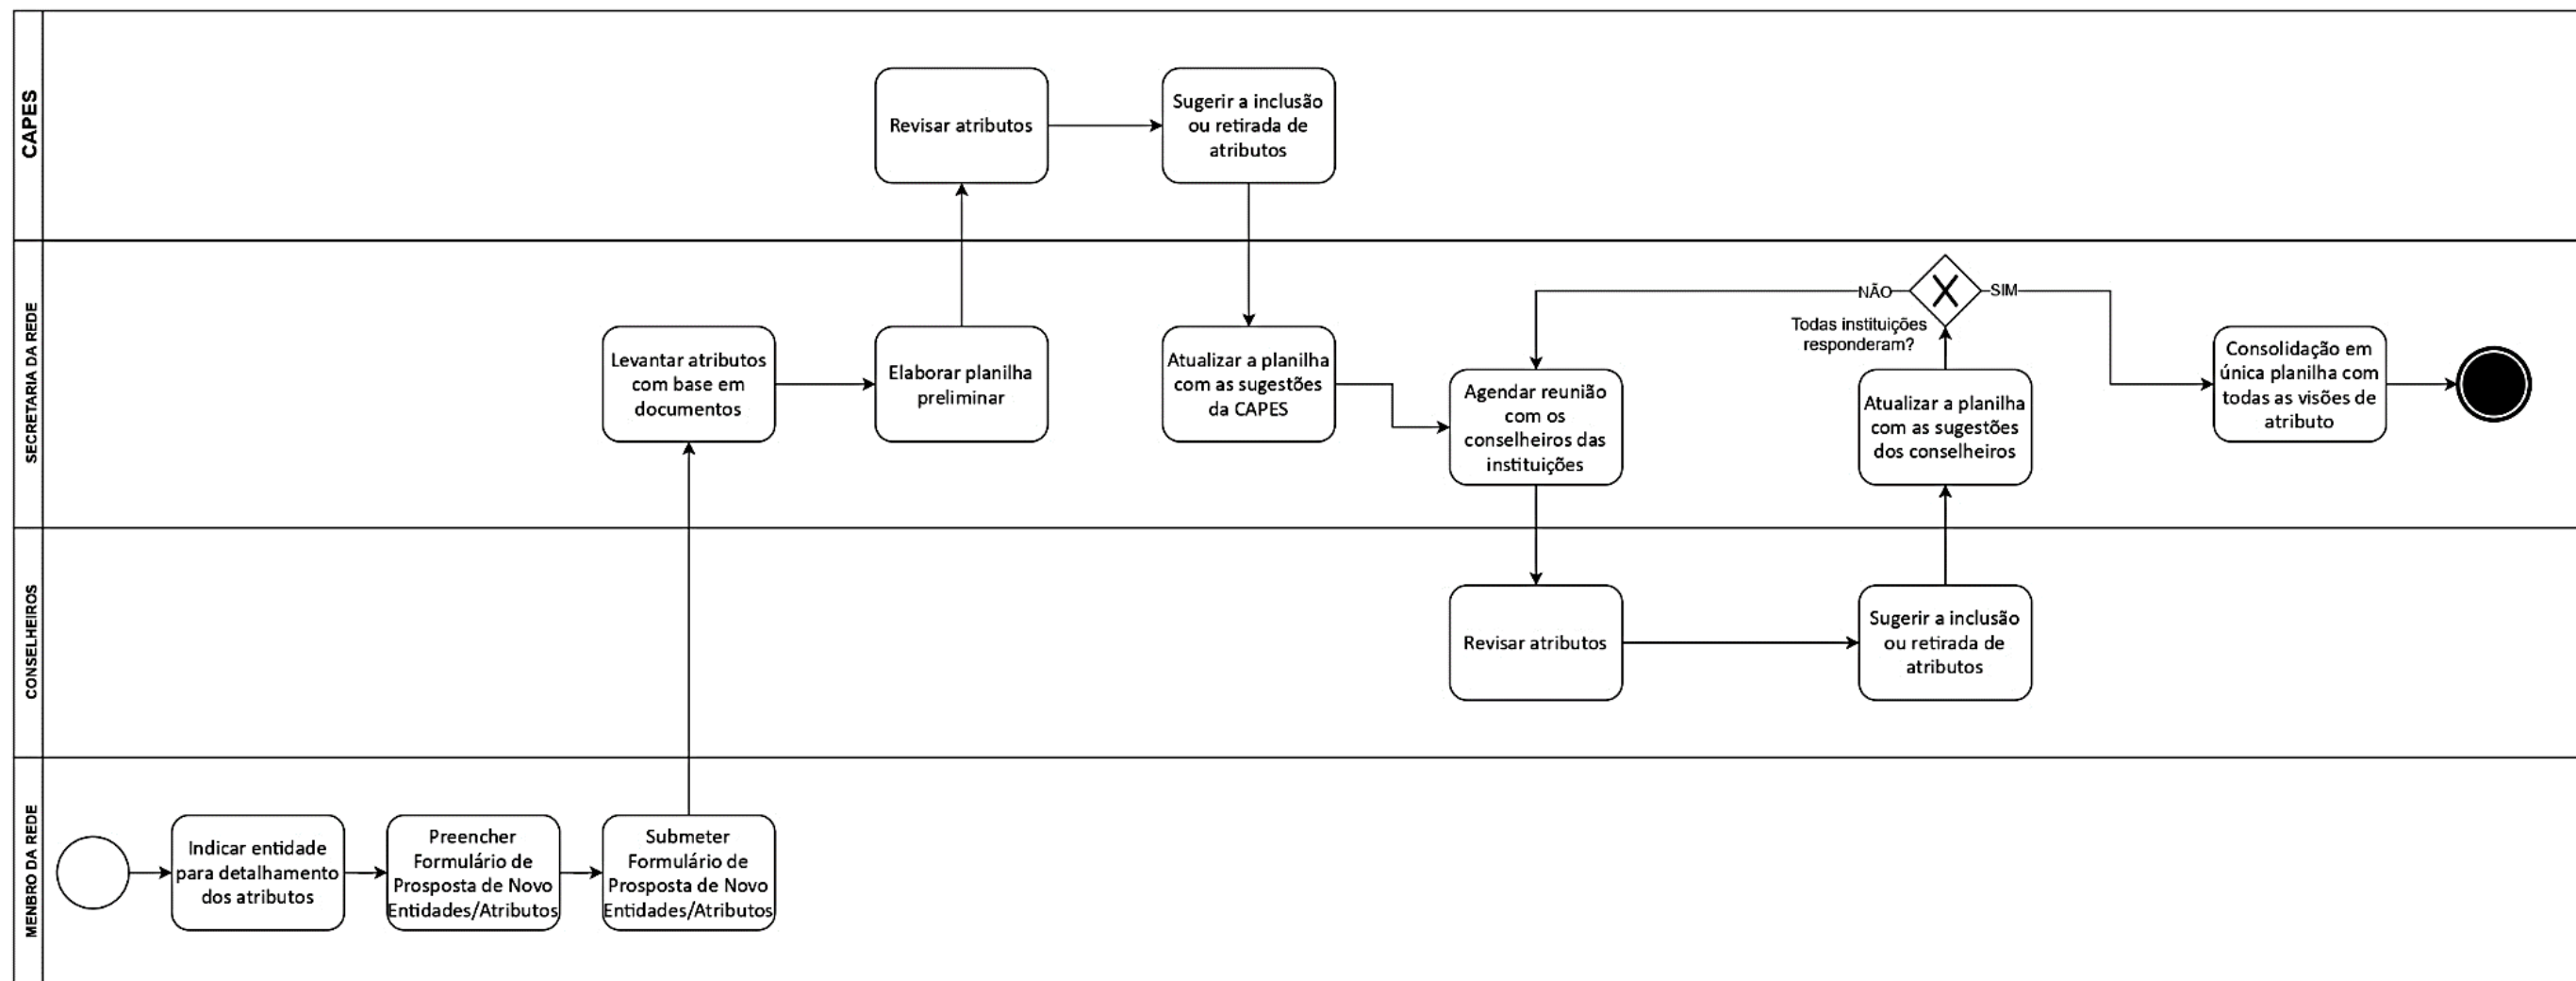 CAPES
Revisar atributos
Sugerir a inclusão
ou retirada de
atributos
SECRETARIA DA REDE
Levantar atributos
com base em
documentos
Elaborar planilha
preliminar
Atualizar a planilha
com as sugestões
da CAPES
Agendar reunião
com os
conselheiros das
instituições
NÃO
SIM
Todas instituições
responderam?
Atualizar a planilha
com as sugestões
dos conselheiros
Consolidação em
única planilha com
todas as visões de
atributo
CONSELHEIROS
Revisar atributos
Sugerir a inclusão
ou retirada de
atributos
MENBRO DA REDE
Indicar entidade
para detalhamento
dos atributos
Preencher
Formulário de
Prosposta de Novo
Entidades/Atributos
Submeter
Formulário de
Prosposta de Novo
Entidades/Atributos